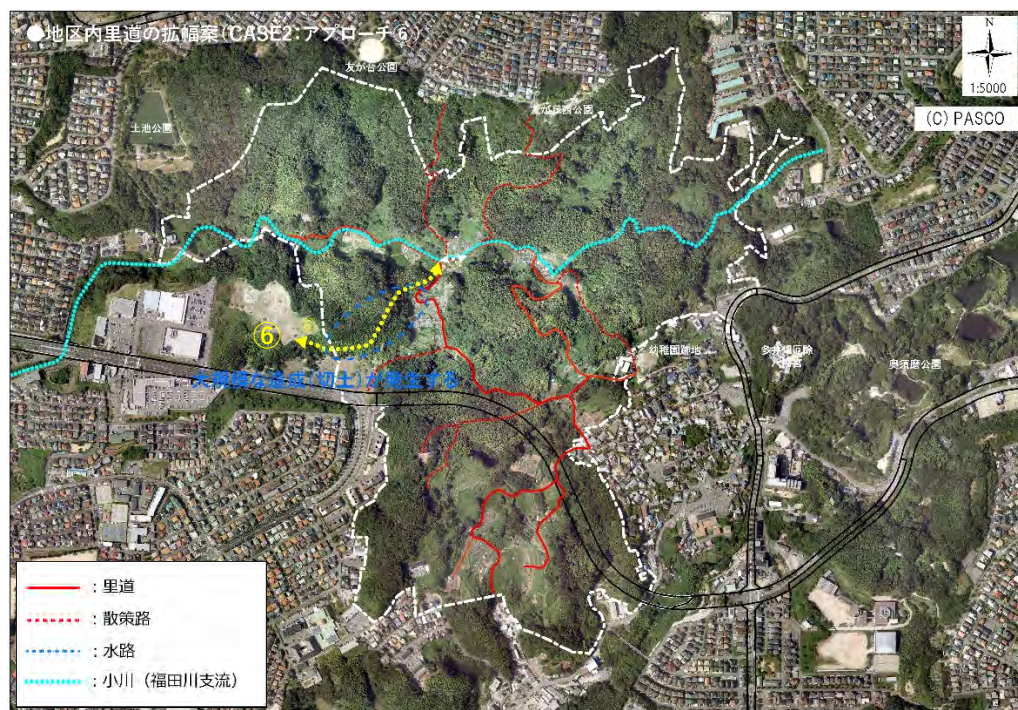 ●地区内里道の拡幅案(CASE2:アプローチ⑥)
N
1:5000
(C) PASCO
友が台公園
土池公園
⑥
幼稚園跡地
奥須磨公園
大規模な造成(切土)が発生する
:里道
:散策路
:水路
:小川(福田川支流)